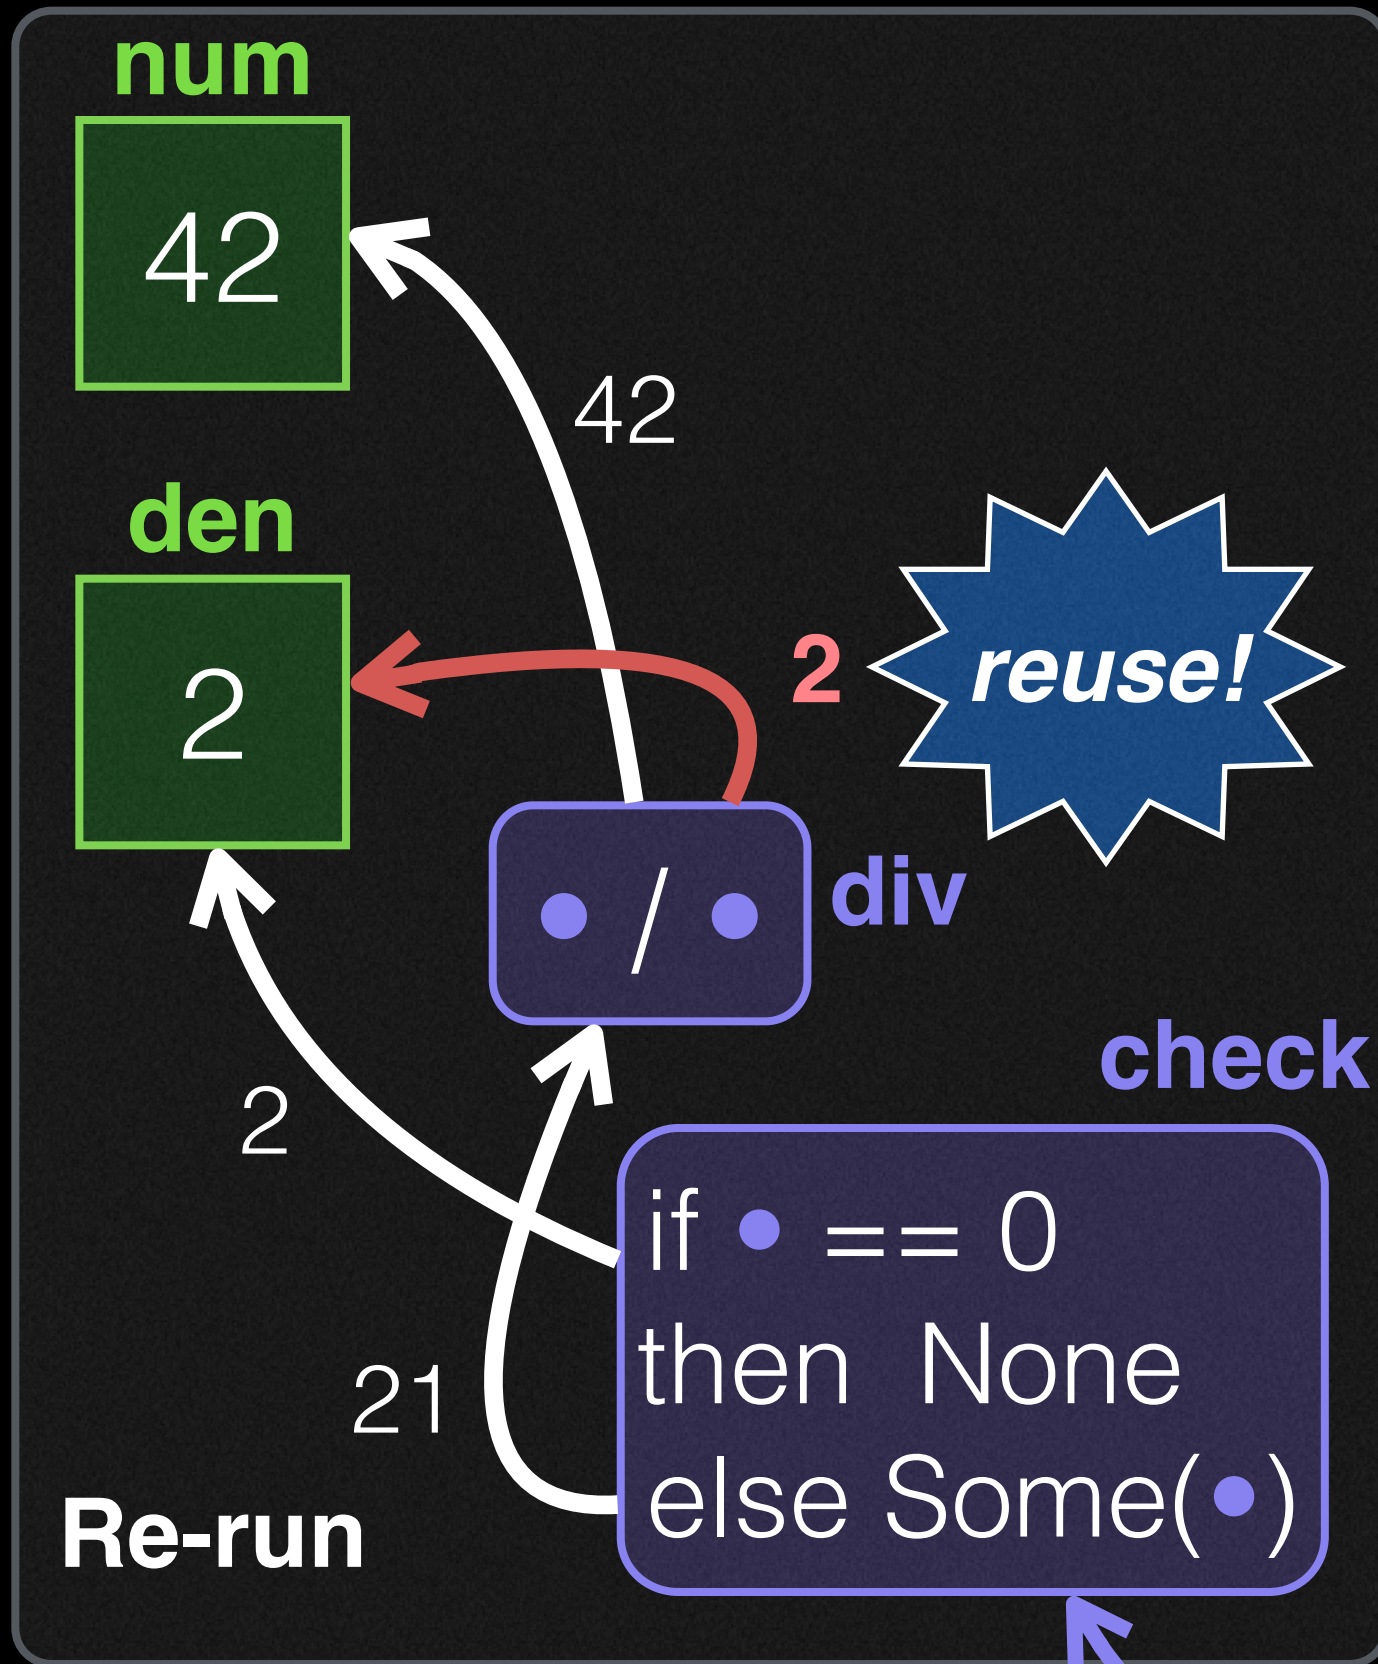 num
42
42
den
2
2
reuse!
• / •
div
check
2
if • == 0
then None
21
else Some(•)
Re-run